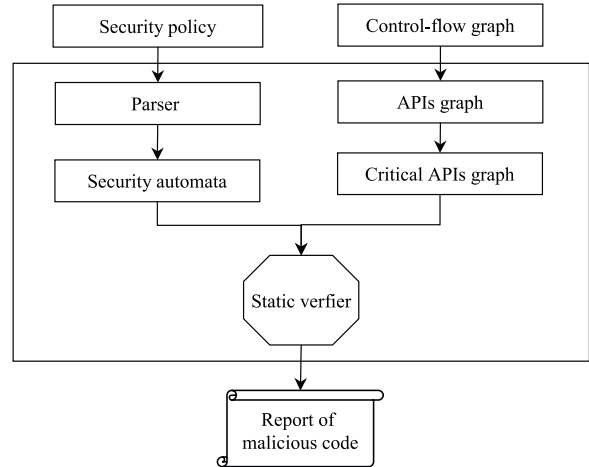 Security policy
Control-flow graph
Parser
APIs graph
Security automata
Critical APIs graph
Static verfier
Report of
malicious code